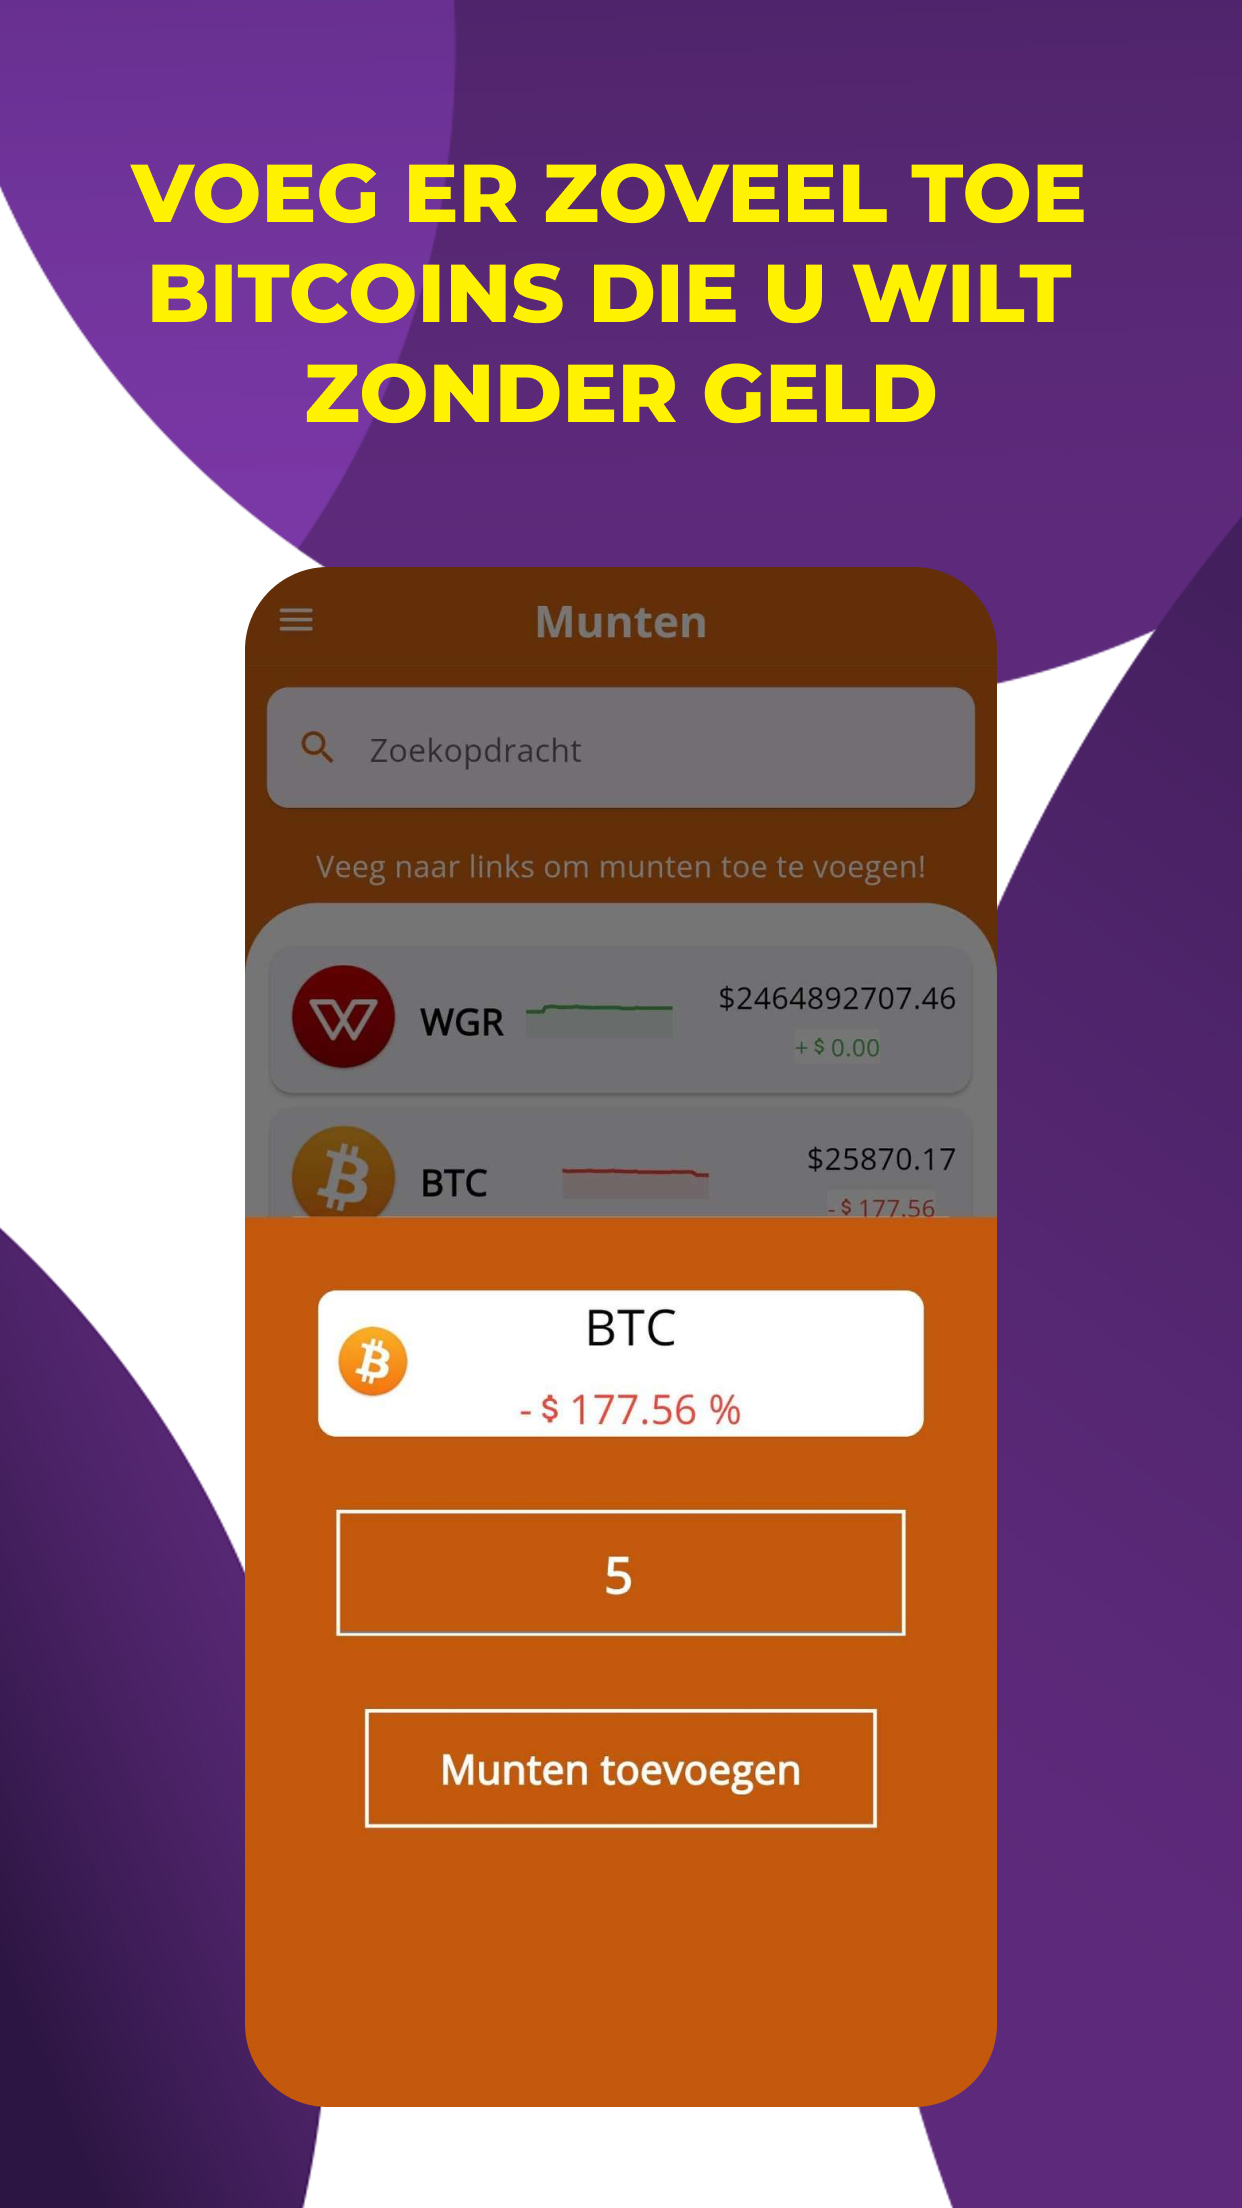 VOEG ER ZOVEEL TOE
BITCOINS DIE U WILT
ZONDER GELD
Munten
Zoekopdracht
Veeg naar links om munten toe te voegen!
WGR
$2464892707.46
+ $ 0.00
BTC
$25870.17
- $ 177.56
BTC
- $ 177.56 %
5
Munten toevoegen